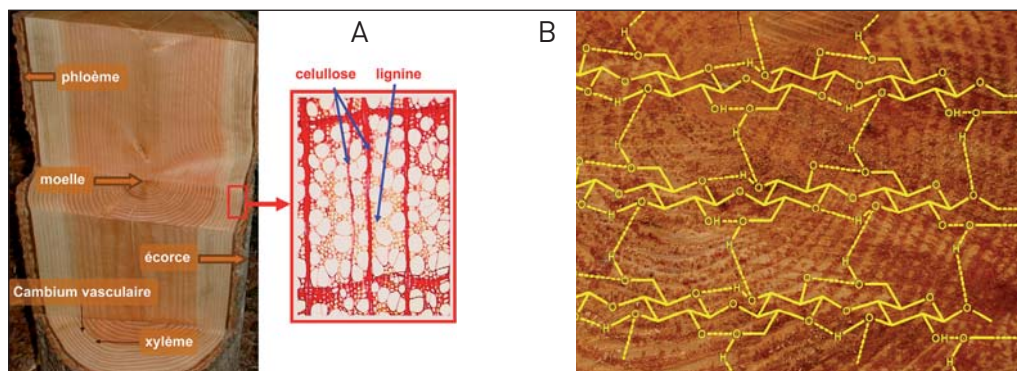 A
B
celullose
lignine
phloème
moelle
écorce
Cambium vasculaire
xylème